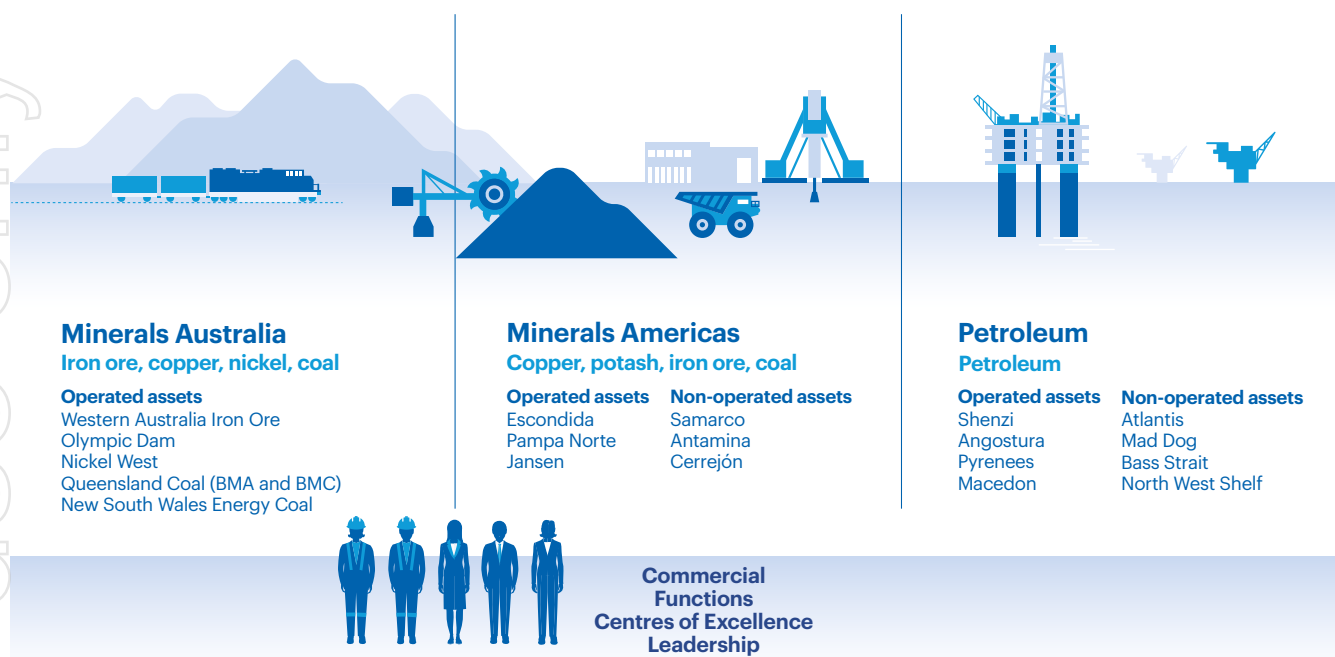 Minerals Australia
Iron ore, copper, nickel, coal
Operated assets
Western Australia Iron Ore
Olympic Dam
Nickel West
Queensland Coal (BMA and BMC)
New South Wales Energy Coal
Minerals Americas
Copper, potash, iron ore, coal
Operated assets
Escondida
Pampa Norte
Jansen
Non-operated assets
Samarco
Antamina
Cerrejón
Petroleum
Petroleum
Operated assets
Shenzi
Angostura
Pyrenees
Macedon
Non-operated assets
Atlantis
Mad Dog
Bass Strait
North West Shelf
Commercial
Functions
Centres of Excellence
Leadership